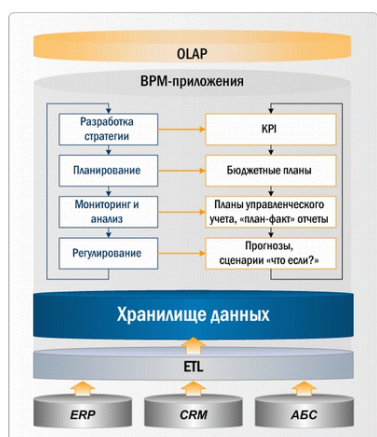 OLAP
BPM-приложения
Разработка
стратегии
KPI
Планирование
Бюджетные планы
Мониторинг и
анализ
Планы управленческого
учета, «план-факт» отчеты
Регулирование
Прогнозы,
сценарии «что если?»
Хранилище данных
ETL
ERP
CRM
АБС